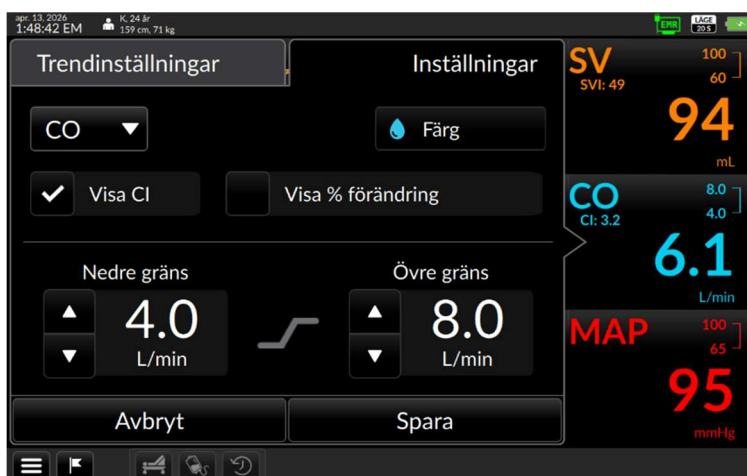 apr. 13, 2026
1:48:42 EM
K, 24 år
159 cm, 71 kg
EMR
LÄGE
20 S
Trendinställningar
Inställningar
CO
Färg
Visa CI
Visa % förändring
Nedre gräns
Övre gräns
4.0
L/min
8.0
L/min
Avbryt
Spara
SV
SVI: 49
100
60
94
mL
CO
CI: 3.2
8.0
4.0
6.1
L/min
MAP
100
65
95
mmHg